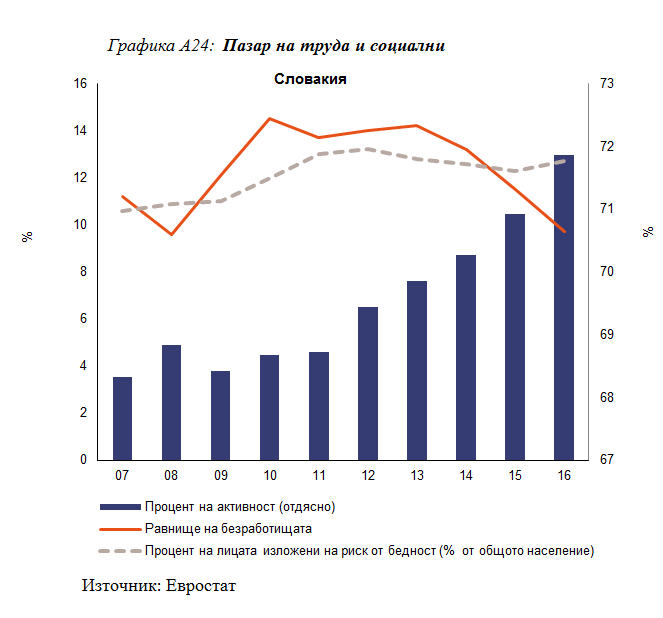 Графика А24: Пазар на труда и социални
Словакия
16
14
12
10
8
6
4
2
0
%
73
72
71
70
69
68
67
%
07 08 09 10 11 12 13 14 15 16
Процент на активност (отдясно)
Равнище на безработищата
Процент на лицата изложени на риск от бедност (% от общото население)
Източник: Евростат